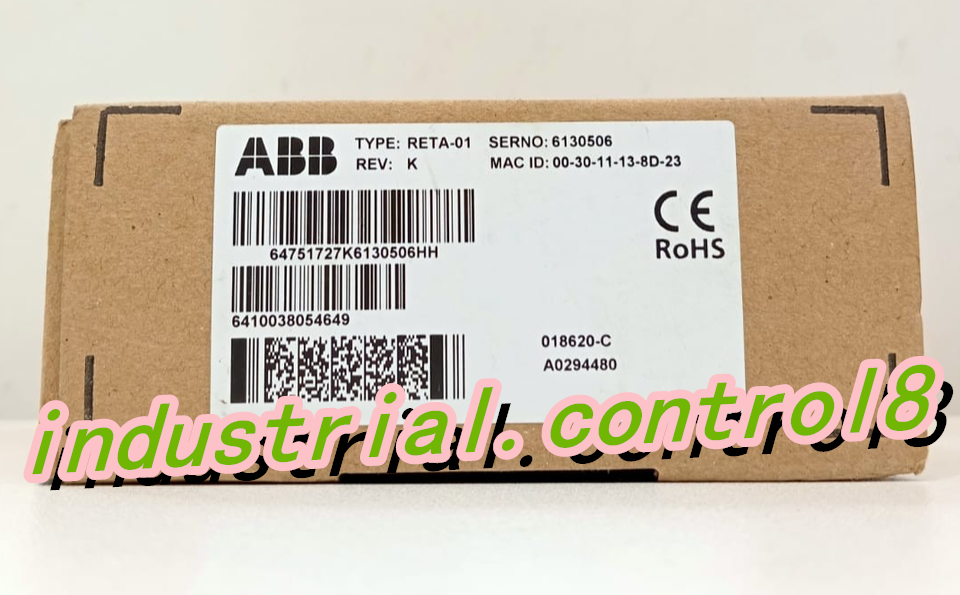 ABB
TYPE: RETA-01 SERNO: 6130506
REV: K MAC ID: 00-30-11-13-8D-23
CE
RoHS
64751727K6130506HH
6410038054649
018620-C
A0294480
industrial.control8